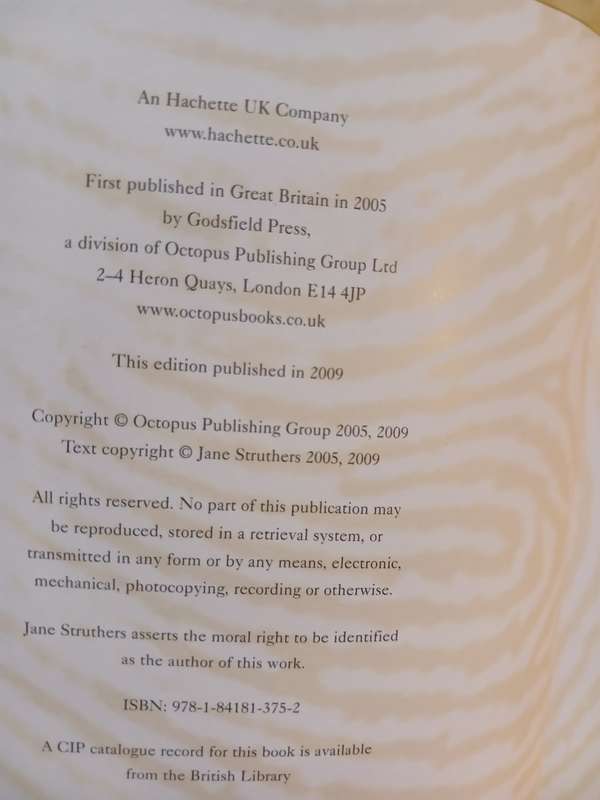 An Hachette UK Company
www.hachette.co.uk
First published in Great Britain in 2005
by Godsfield Press,
a division of Octopus Publishing Group Ltd
2–4 Heron Quays, London E14 4JP
www.octopusbooks.co.uk
This edition published in 2009
Copyright © Octopus Publishing Group 2005, 2009
Text copyright © Jane Struthers 2005, 2009
All rights reserved. No part of this publication may
be reproduced, stored in a retrieval system, or
transmitted in any form or by any means, electronic,
mechanical, photocopying, recording or otherwise.
Jane Struthers asserts the moral right to be identified
as the author of this work.
ISBN: 978-1-84181-375-2
A CIP catalogue record for this book is available
from the British Library